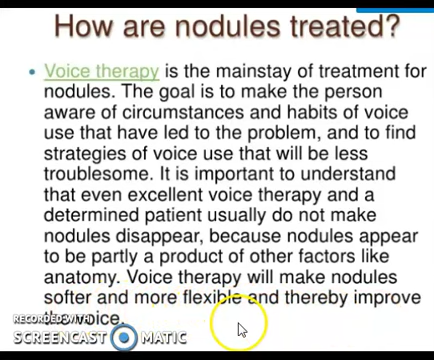 How are nodules treated?
• Voice therapy is the mainstay of treatment for
nodules. The goal is to make the person
aware of circumstances and habits of voice
use that have led to the problem, and to find
strategies of voice use that will be less
troublesome. It is important to understand
that even excellent voice therapy and a
determined patient usually do not make
nodules disappear, because nodules appear
to be partly a product of other factors like
anatomy. Voice therapy will make nodules
softer and more flexible and thereby improve
voice.
RECORDED WITH
SCREENCAST MATIC